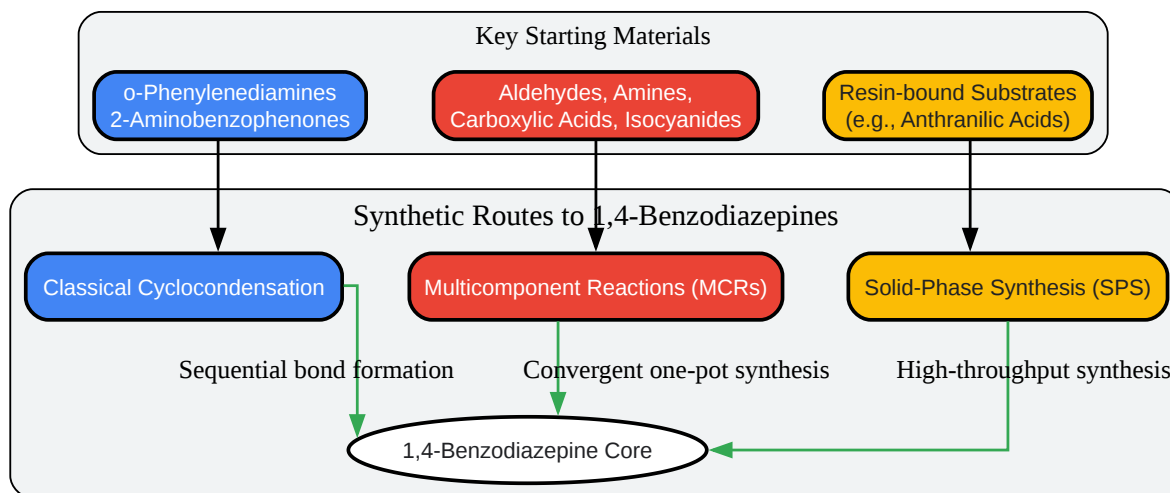 Key Starting Materials
o-Phenylenediamines
2-Aminobenzophenones
Aldehydes, Amines,
Carboxylic Acids, Isocyanides
Resin-bound Substrates
(e.g., Anthranilic Acids)
Synthetic Routes to 1,4-Benzodiazepines
Classical Cyclocondensation
Multicomponent Reactions (MCRs)
Solid-Phase Synthesis (SPS)
Sequential bond formation
Convergent one-pot synthesis
High-throughput synthesis
1,4-Benzodiazepine Core